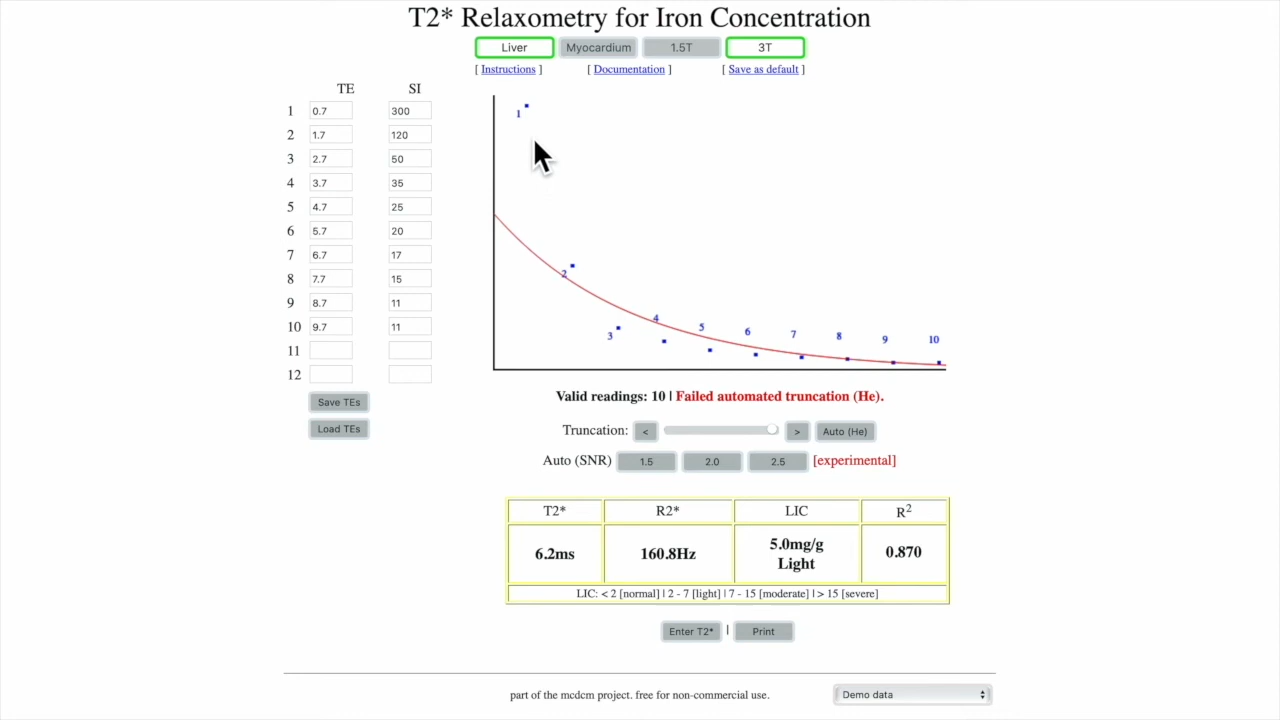 T2* Relaxometry for Iron Concentration
Liver Myocardium 1.5T 3T
[ Instructions ] [ Documentation ] [ Save as default ]
TE SI
1 0.7 300
2 1.7 120
3 2.7 50
4 3.7 35
5 4.7 25
6 5.7 20
7 6.7 17
8 7.7 15
9 8.7 11
10 9.7 11
11
12
Save TEs
Load TEs
1
2
3
4
5
6
7
8
9
10
Valid readings: 10 | Failed automated truncation (He).
Truncation: < > Auto (He)
Auto (SNR) 1.5 2.0 2.5 [experimental]
T2* R2* LIC R2
6.2ms 160.8Hz 5.0mg/g Light 0.870
LIC: < 2 [normal] | 2 - 7 [light] | 7 - 15 [moderate] | > 15 [severe]
Enter T2* | Print
part of the mcdcm project. free for non-commercial use.
Demo data